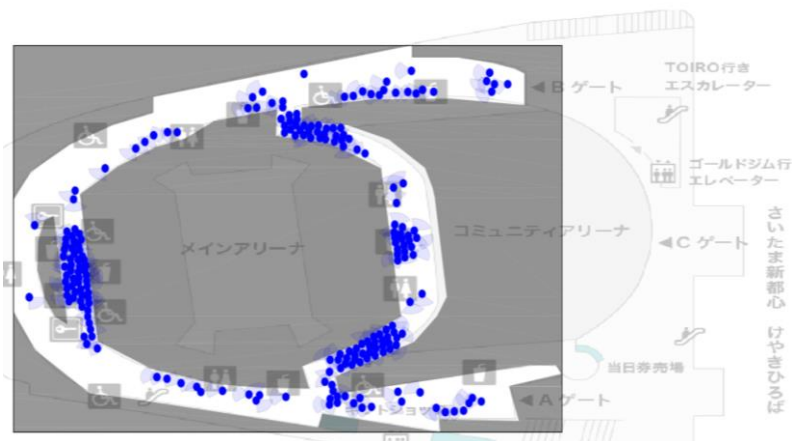 TOIRO行き
エスカレーター
Bゲート
ゴールドジム行
エレベーター
メインアリーナ
コミュニティアリーナ
Cゲート
さいたま新都心 けやきひろば
当日券売場
Aゲート